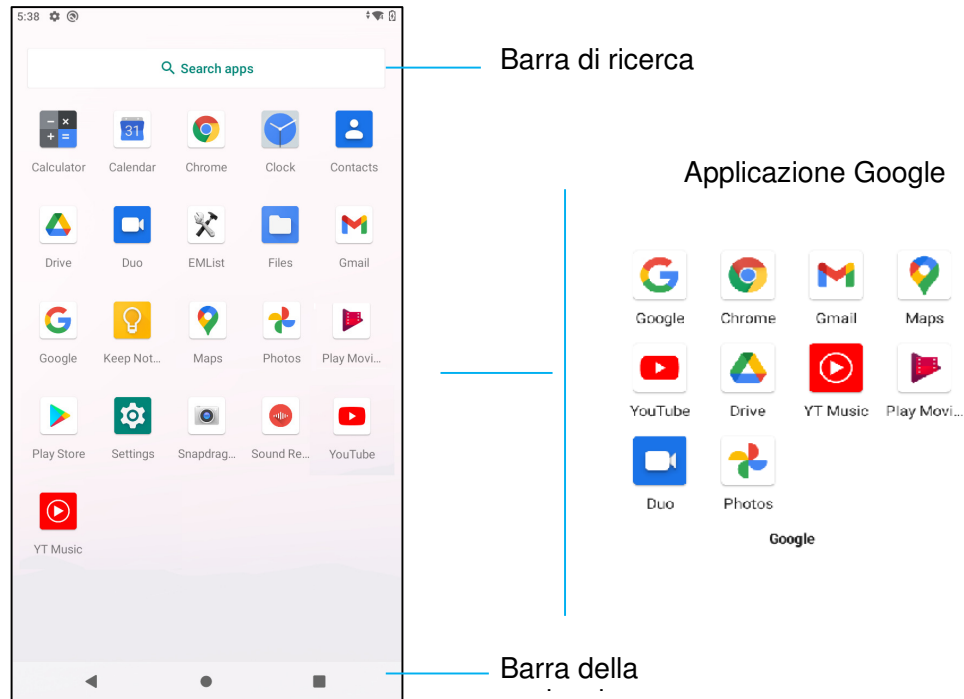 5:38
Search apps
Calculator Calendar Chrome Clock Contacts
Drive Duo EMList Files Gmail
Google Keep Not... Maps Photos Play Movi...
Play Store Settings Snapdrag... Sound Re... YouTube
YT Music
Barra di ricerca
Applicazione Google
Google Chrome Gmail Maps
YouTube Drive YT Music Play Movi...
Duo Photos
Google
Barra della